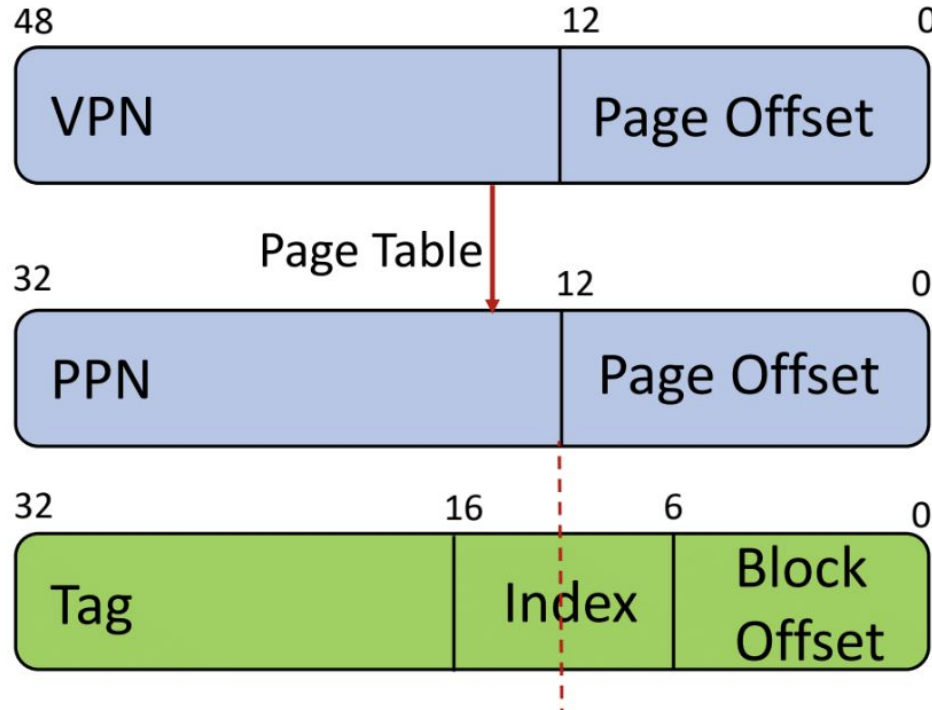 48 12 0
VPN Page Offset
Page Table
32 12 0
PPN Page Offset
32 16 6 0
Tag Index Block
Offset